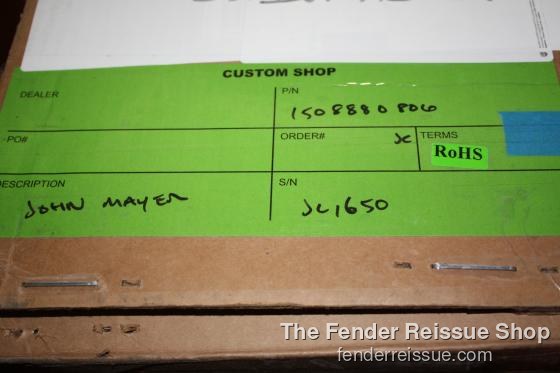 CUSTOM SHOP
DEALER
P/N
1508880806
PO#
ORDER#
JC
TERMS
RoHS
DESCRIPTION
JOHN MAYER
S/N
JC1650
The Fender Reissue Shop
fenderreissue.com